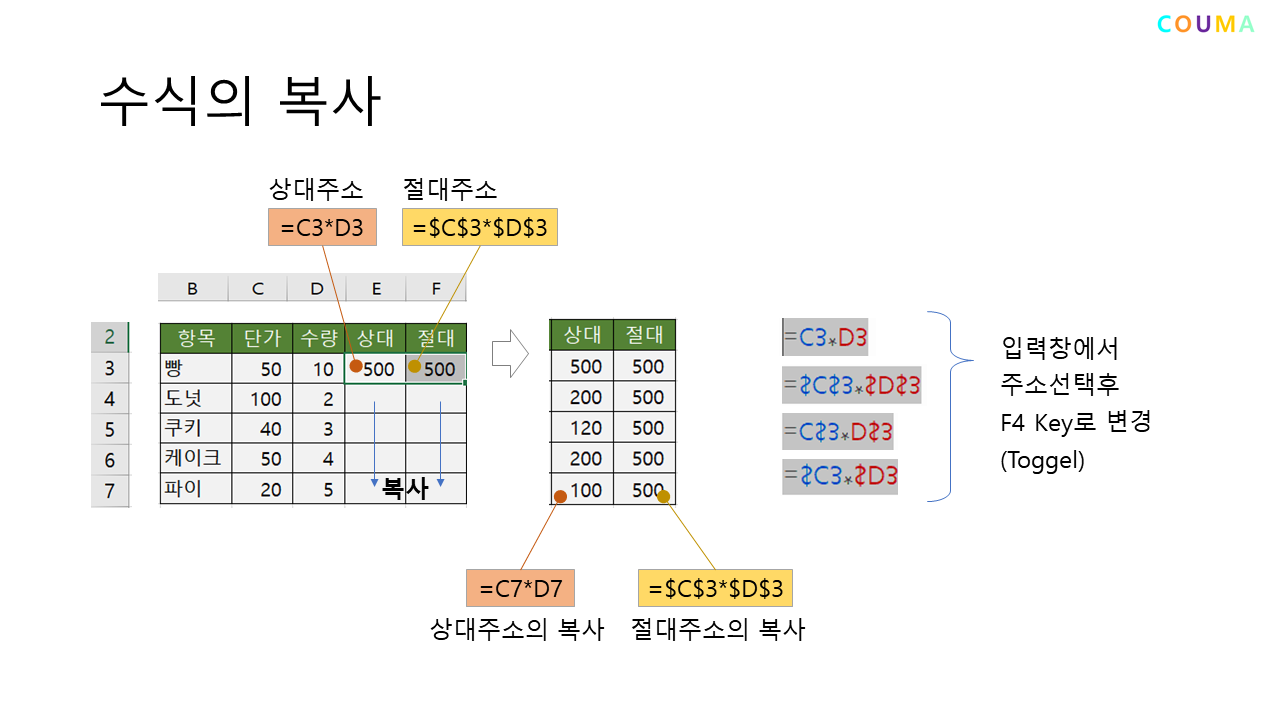 COUMA
수식의 복사
상대주소 절대주소
=C3*D3 =$C$3*$D$3
B C D E F
2 항목 단가 수량 상대 절대
3 빵 50 10 500 500
4 도넛 100 2
5 쿠키 40 3
6 케이크 50 4
7 파이 20 5
복사
상대 절대
500 500
200 500
120 500
200 500
100 500
=C7*D7 =$C$3*$D$3
상대주소의 복사 절대주소의 복사
=C3*D3
=$C$3*$D$3
=C$3*D$3
=$C3*$D3
입력창에서
주소선택후
F4 Key로 변경
(Toggel)